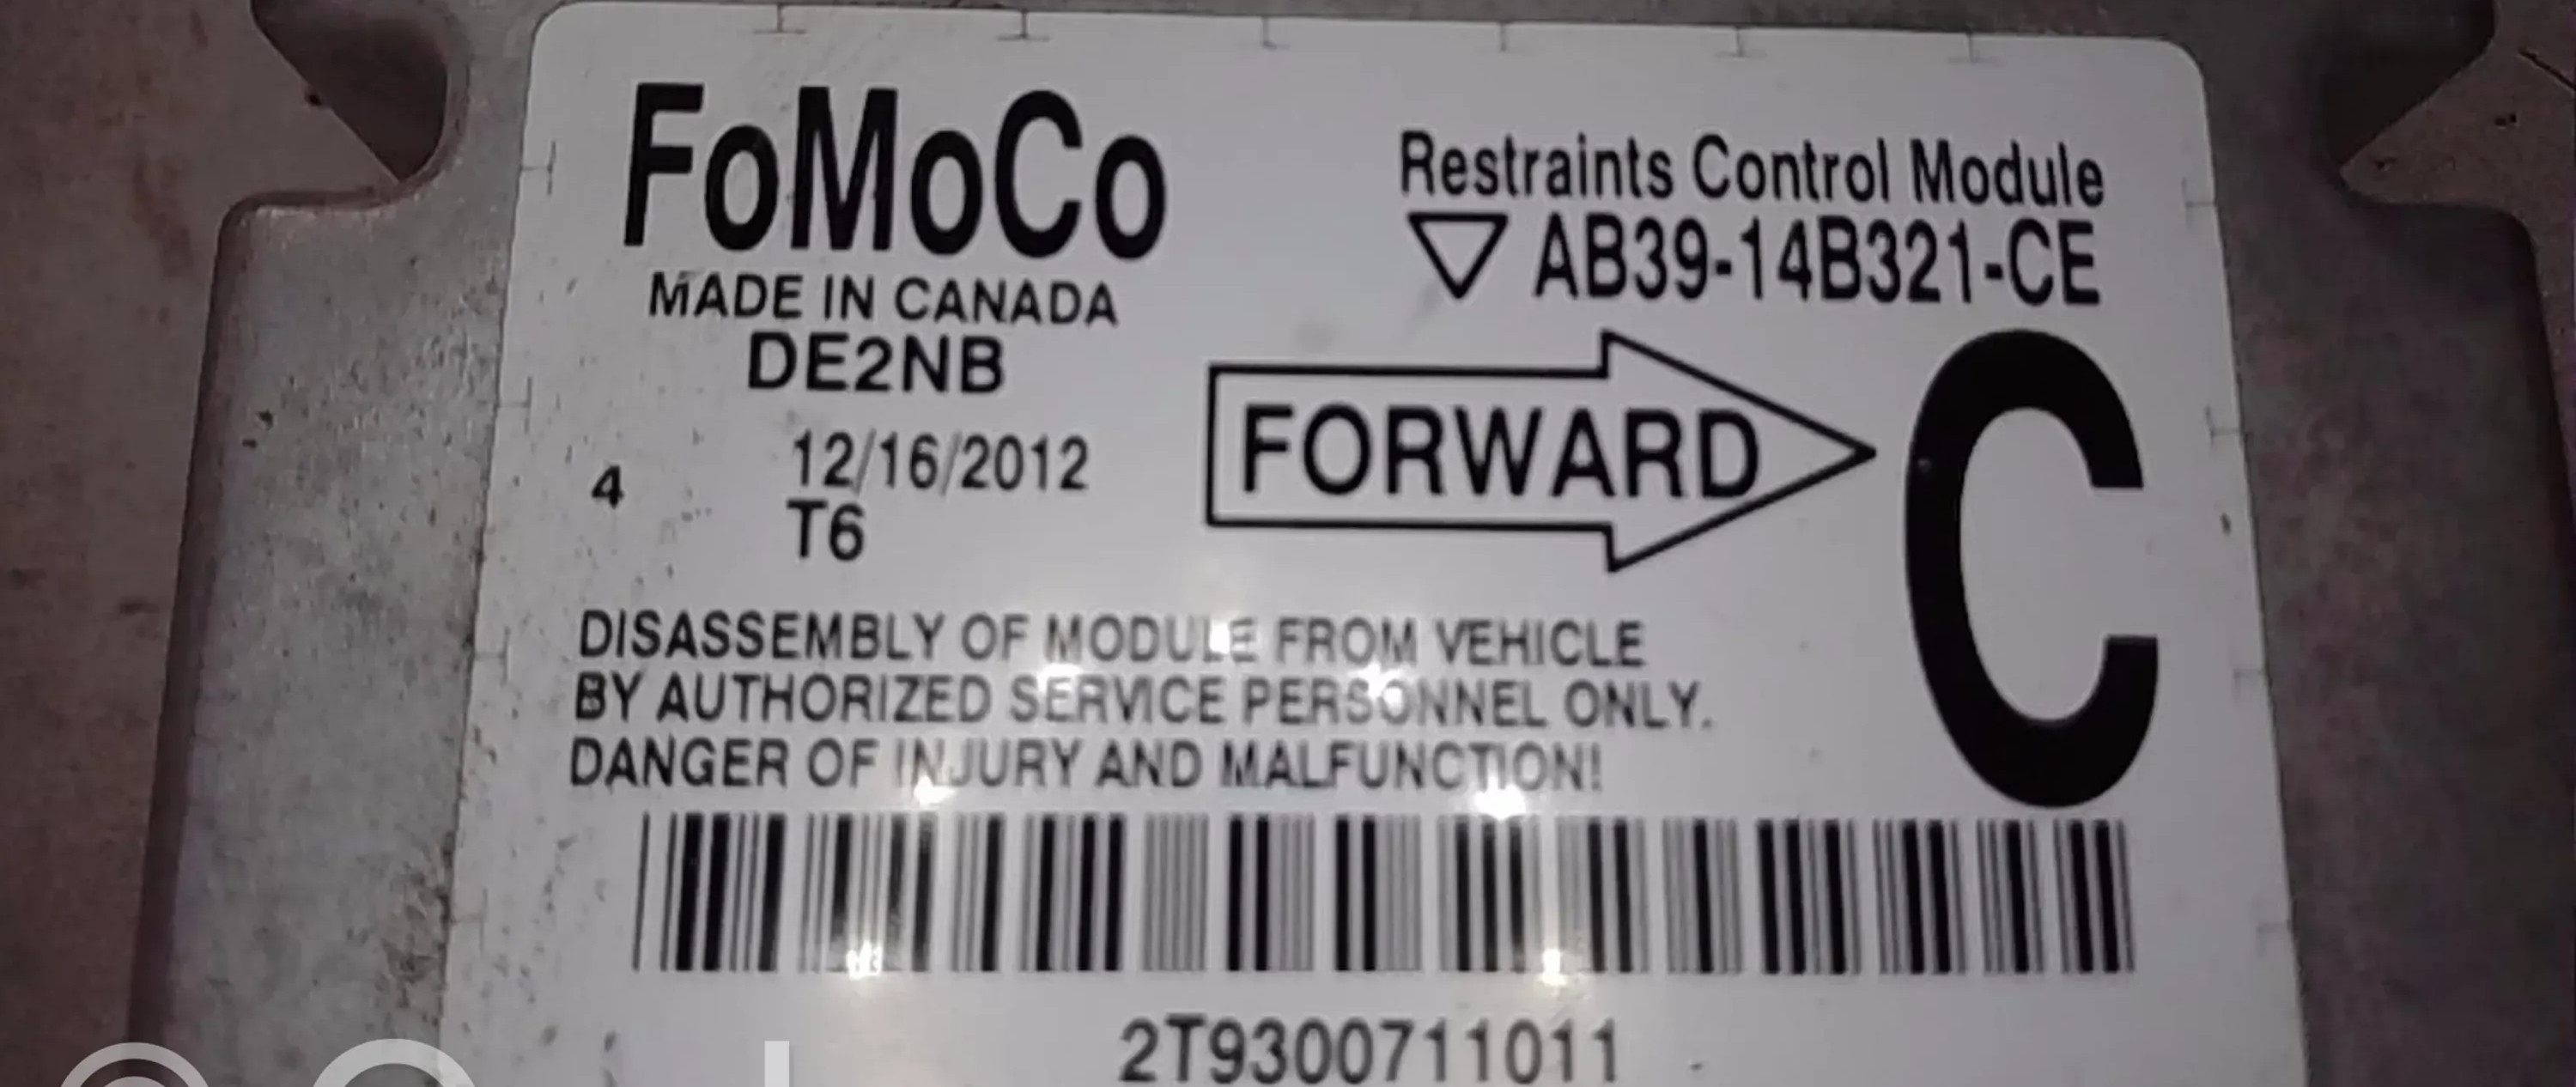 FoMoCo
MADE IN CANADA
DE2NB
4 12/16/2012
T6
Restraints Control Module
▽ AB39-14B321-CE
FORWARD
C
DISASSEMBLY OF MODULE FROM VEHICLE
BY AUTHORIZED SERVICE PERSONNEL ONLY.
DANGER OF INJURY AND MALFUNCTION!
2T9300711011